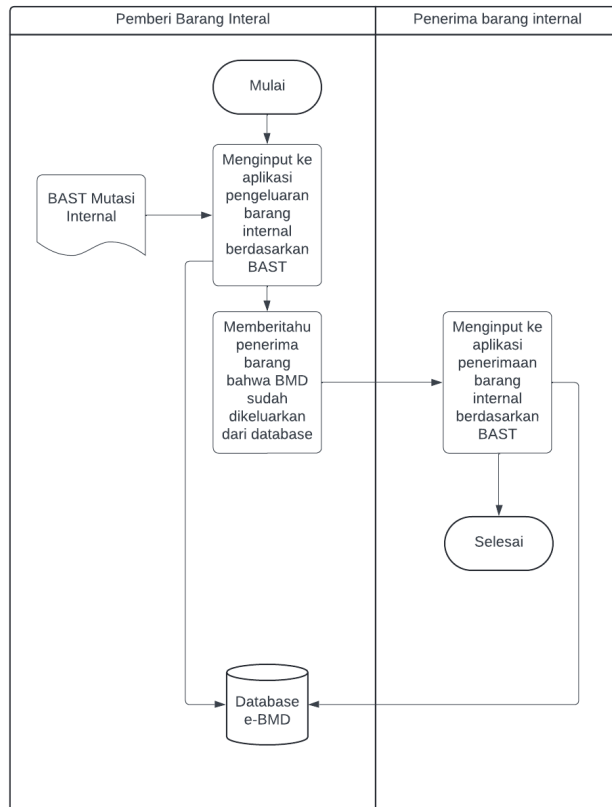 Pemberi Barang Interal
Penerima barang internal
Mulai
Menginput ke
aplikasi
pengeluaran
barang
internal
berdasarkan
BAST
BAST Mutasi
Internal
Memberitahu
penerima
barang
bahwa BMD
sudah
dikeluarkan
dari database
Menginput ke
aplikasi
penerimaan
barang
internal
berdasarkan
BAST
Selesai
Database
e-BMD